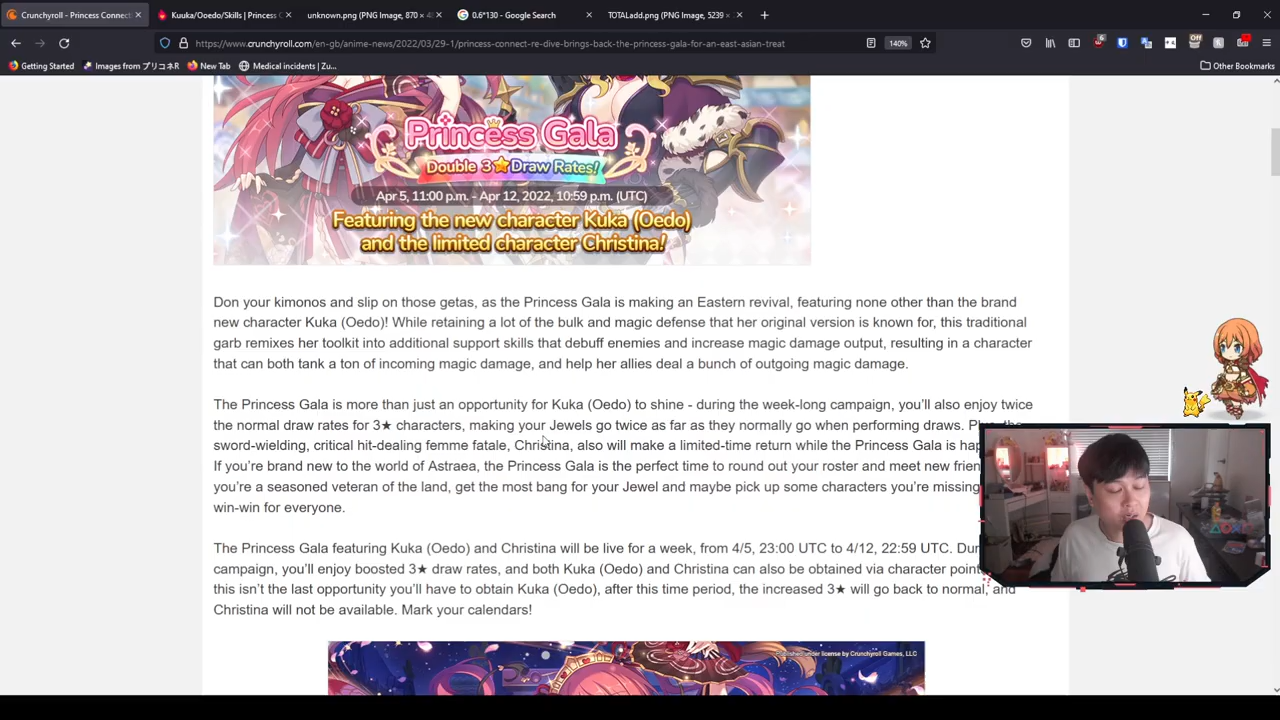 Crunchyroll - Princess Connect
Kuuka/Ooedo/Skills | Princess C
unknown.png (PNG Image, 870 × 4
0.6*130 - Google Search
TOTALadd.png (PNG Image, 5239 ×
https://www.crunchyroll.com/en-gb/anime-news/2022/03/29-1/princess-connect-re-dive-brings-back-the-princess-gala-for-an-east-asian-treat
140%
6
Off
Getting Started
Images from プリコネR
New Tab
Medical incidents | Zu...
Other Bookmarks
Princess Gala
Double 3★Draw Rates!
Apr 5, 11:00 p.m. - Apr 12, 2022, 10:59 p.m. (UTC)
Featuring the new character Kuka (Oedo)
and the limited character Christina!
Don your kimonos and slip on those getas, as the Princess Gala is making an Eastern revival, featuring none other than the brand
new character Kuka (Oedo)! While retaining a lot of the bulk and magic defense that her original version is known for, this traditional
garb remixes her toolkit into additional support skills that debuff enemies and increase magic damage output, resulting in a character
that can both tank a ton of incoming magic damage, and help her allies deal a bunch of outgoing magic damage.
The Princess Gala is more than just an opportunity for Kuka (Oedo) to shine - during the week-long campaign, you'll also enjoy twice
the normal draw rates for 3★ characters, making your Jewels go twice as far as they normally go when performing draws. Plus, the
sword-wielding, critical hit-dealing femme fatale, Christina, also will make a limited-time return while the Princess Gala is hap
If you're brand new to the world of Astraea, the Princess Gala is the perfect time to round out your roster and meet new frien
you're a seasoned veteran of the land, get the most bang for your Jewel and maybe pick up some characters you're missing
win-win for everyone.
The Princess Gala featuring Kuka (Oedo) and Christina will be live for a week, from 4/5, 23:00 UTC to 4/12, 22:59 UTC. Dur
campaign, you'll enjoy boosted 3★ draw rates, and both Kuka (Oedo) and Christina can also be obtained via character point
this isn't the last opportunity you'll have to obtain Kuka (Oedo), after this time period, the increased 3★ will go back to normal, and
Christina will not be available. Mark your calendars!
Published under license by Crunchyroll Games, LLC